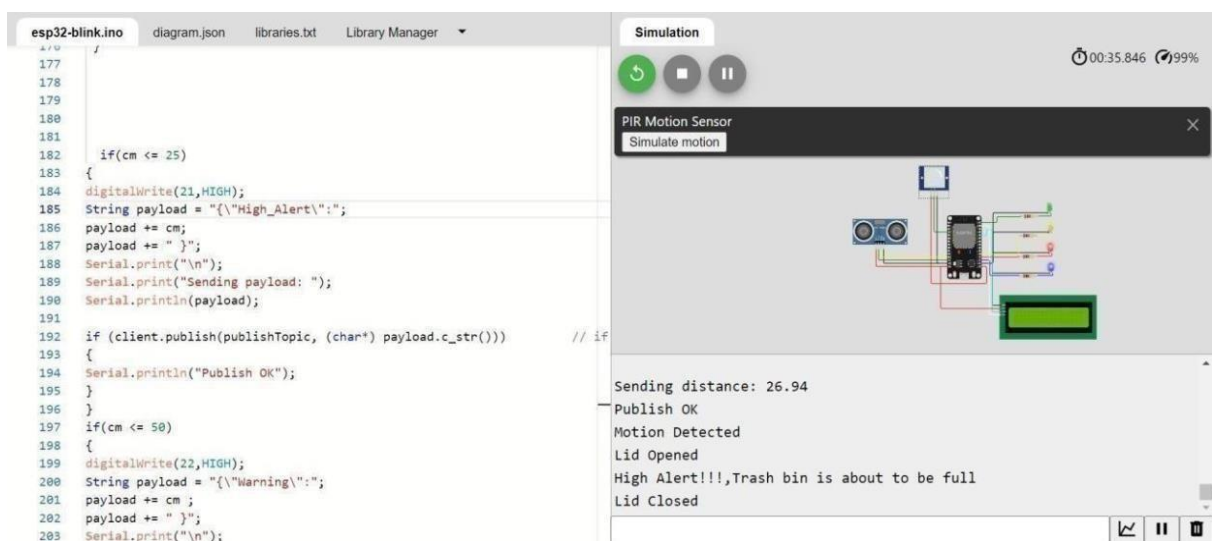 esp32-blink.ino diagram.json libraries.txt Library Manager
176 }
177
178
179
180
181
182 if(cm <= 25)
183 {
184 digitalWrite(21,HIGH);
185 String payload = "{\"High_Alert\":";
186 payload += cm;
187 payload += " }";
188 Serial.print("\n");
189 Serial.print("Sending payload: ");
190 Serial.println(payload);
191
192 if (client.publish(publishTopic, (char*) payload.c_str())) // if
193 {
194 Serial.println("Publish OK");
195 }
196 }
197 if(cm <= 50)
198 {
199 digitalWrite(22,HIGH);
200 String payload = "{\"Warning\":";
201 payload += cm ;
202 payload += " }";
203 Serial.print("\n");
Simulation
00:35.846 99%
PIR Motion Sensor
Simulate motion
Sending distance: 26.94
Publish OK
Motion Detected
Lid Opened
High Alert!!!,Trash bin is about to be full
Lid Closed